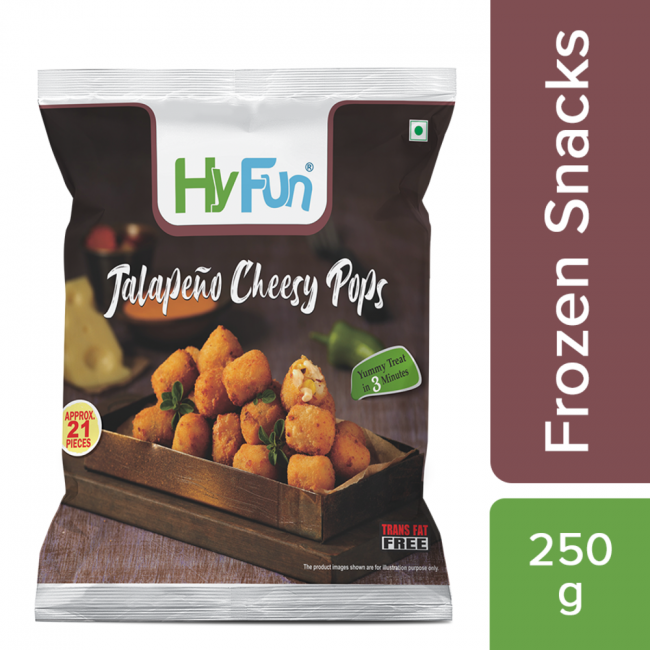 HyFun®
Jalapeño Cheesy Pops
Yummy Treat
in 3 Minutes
APPROX.
21
PIECES
TRANS FAT
FREE
The product images shown are for illustration purpose only.
Frozen Snacks
250
g